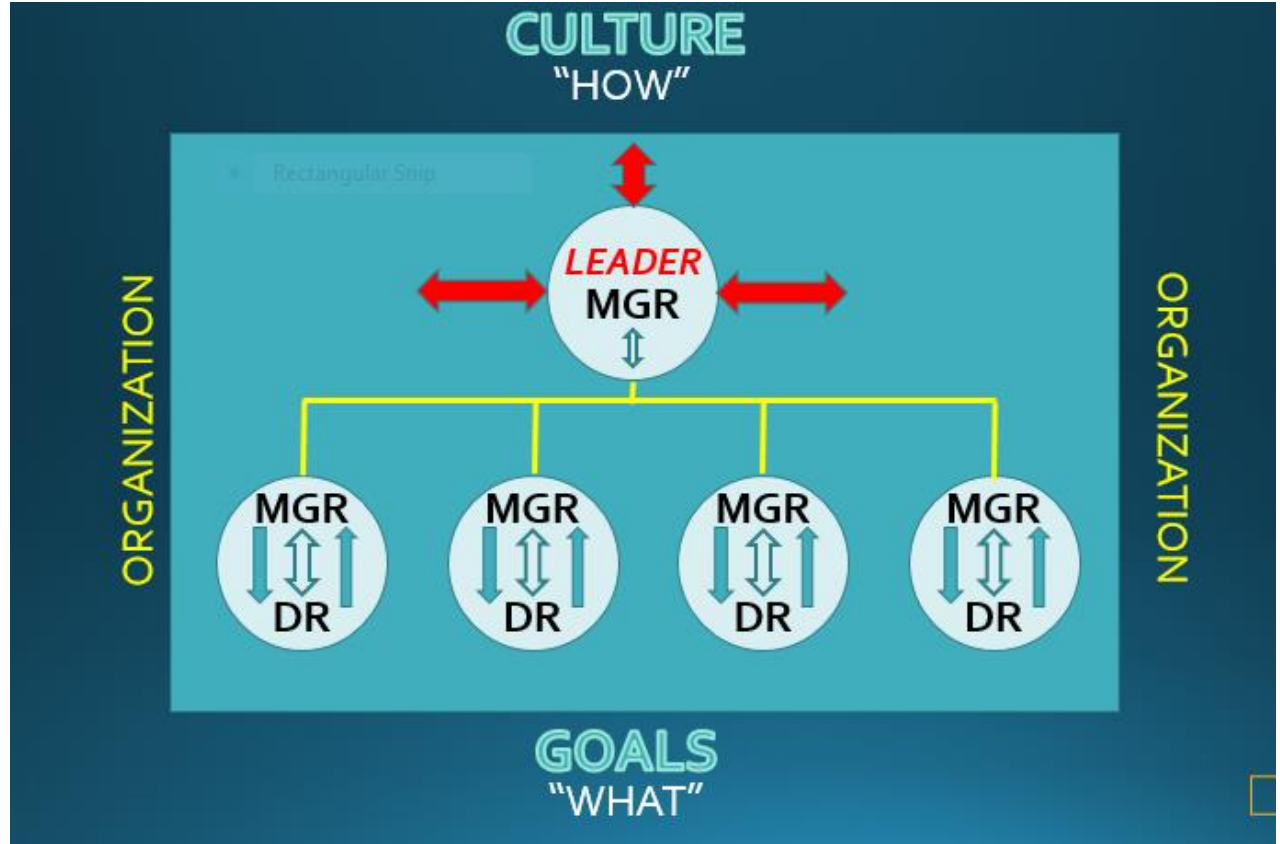 CULTURE
“HOW”
Rectangular Snip
LEADER
MGR
ORGANIZATION
ORGANIZATION
MGR
MGR
MGR
MGR
DR
DR
DR
DR
GOALS
“WHAT”